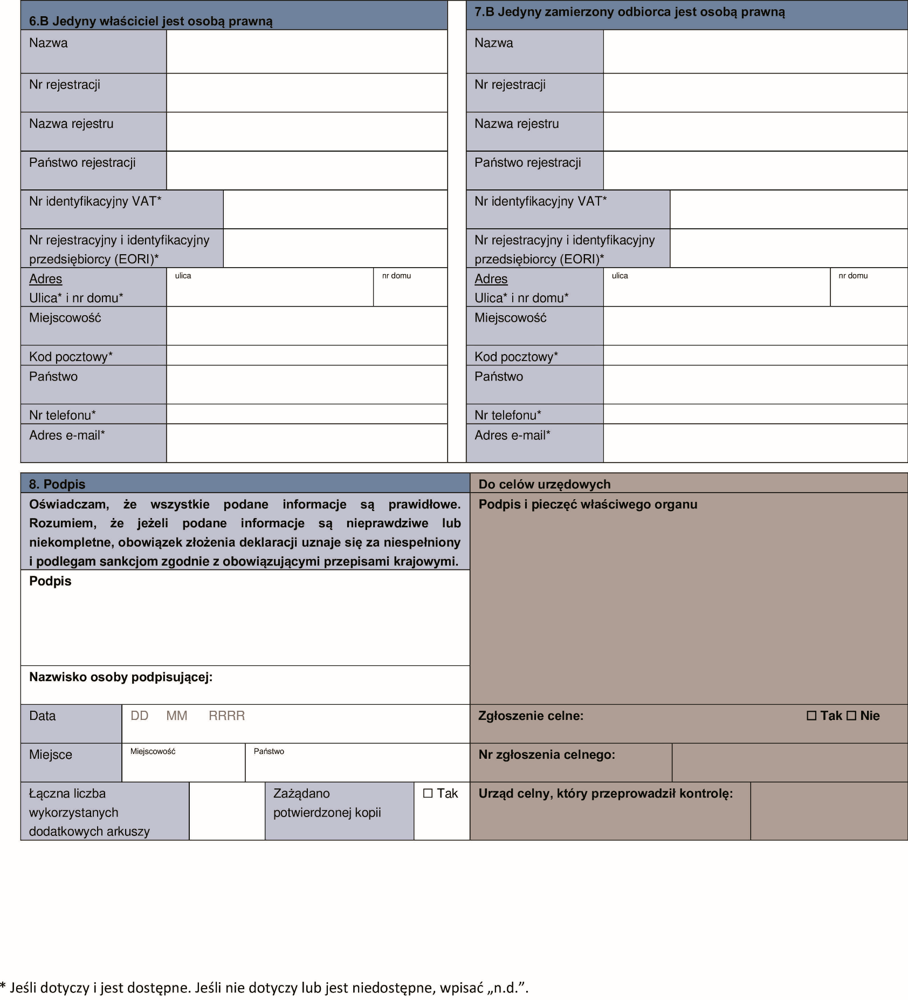 6.B Jedyny właściciel jest osobą prawną
Nazwa
Nr rejestracji
Nazwa rejestru
Państwo rejestracji
Nr identyfikacyjny VAT*
Nr rejestracyjny i identyfikacyjny
przedsiębiorcy (EORI)*
Adres
Ulica* i nr domu*
ulica
nr domu
Miejscowość
Kod pocztowy*
Państwo
Nr telefonu*
Adres e-mail*
7.B Jedyny zamierzony odbiorca jest osobą prawną
Nazwa
Nr rejestracji
Nazwa rejestru
Państwo rejestracji
Nr identyfikacyjny VAT*
Nr rejestracyjny i identyfikacyjny
przedsiębiorcy (EORI)*
Adres
Ulica* i nr domu*
ulica
nr domu
Miejscowość
Kod pocztowy*
Państwo
Nr telefonu*
Adres e-mail*
8. Podpis
Oświadczam, że wszystkie podane informacje są prawidłowe.
Rozumiem, że jeżeli podane informacje są nieprawdziwe lub
niekompletne, obowiązek złożenia deklaracji uznaje się za niespełniony
i podlegam sankcjom zgodnie z obowiązującymi przepisami krajowymi.
Podpis
Nazwisko osoby podpisującej:
Data
DD MM RRRR
Miejsce
Miejscowość
Państwo
Łączna liczba
wykorzystanych
dodatkowych arkuszy
Zażądano
potwierdzonej kopii
☐ Tak
Do celów urzędowych
Podpis i pieczęć właściwego organu
Zgłoszenie celne: ☐ Tak ☐ Nie
Nr zgłoszenia celnego:
Urząd celny, który przeprowadził kontrolę:
* Jeśli dotyczy i jest dostępne. Jeśli nie dotyczy lub jest niedostępne, wpisać „n.d.”.